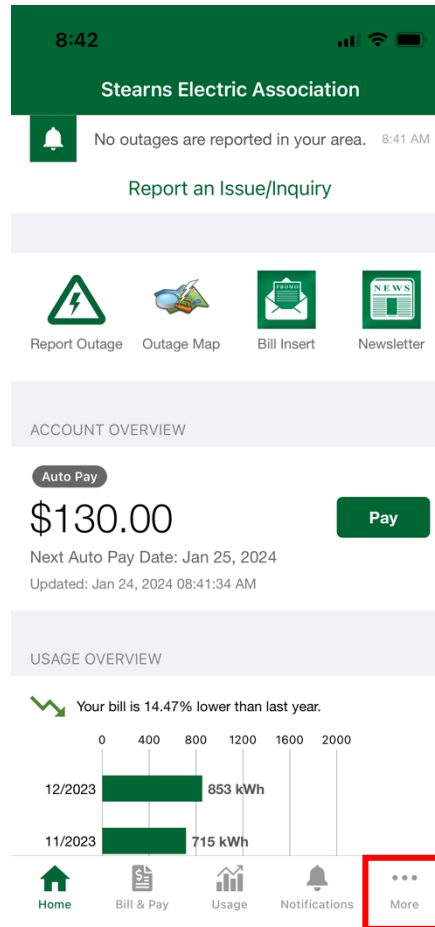 8:42
Stearns Electric Association
No outages are reported in your area. 8:41 AM
Report an Issue/Inquiry
PROMO NEWS
Report Outage Outage Map Bill Insert Newsletter
ACCOUNT OVERVIEW
Auto Pay
$130.00 Pay
Next Auto Pay Date: Jan 25, 2024
Updated: Jan 24, 2024 08:41:34 AM
USAGE OVERVIEW
Your bill is 14.47% lower than last year.
0 400 800 1200 1600 2000
12/2023 853 kWh
11/2023 715 kWh
Home Bill & Pay Usage Notifications More